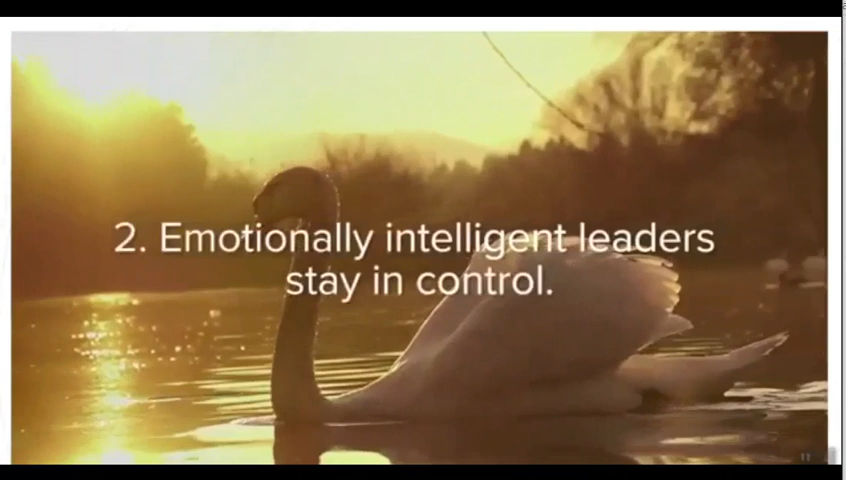 2. Emotionally intelligent leaders
stay in control.